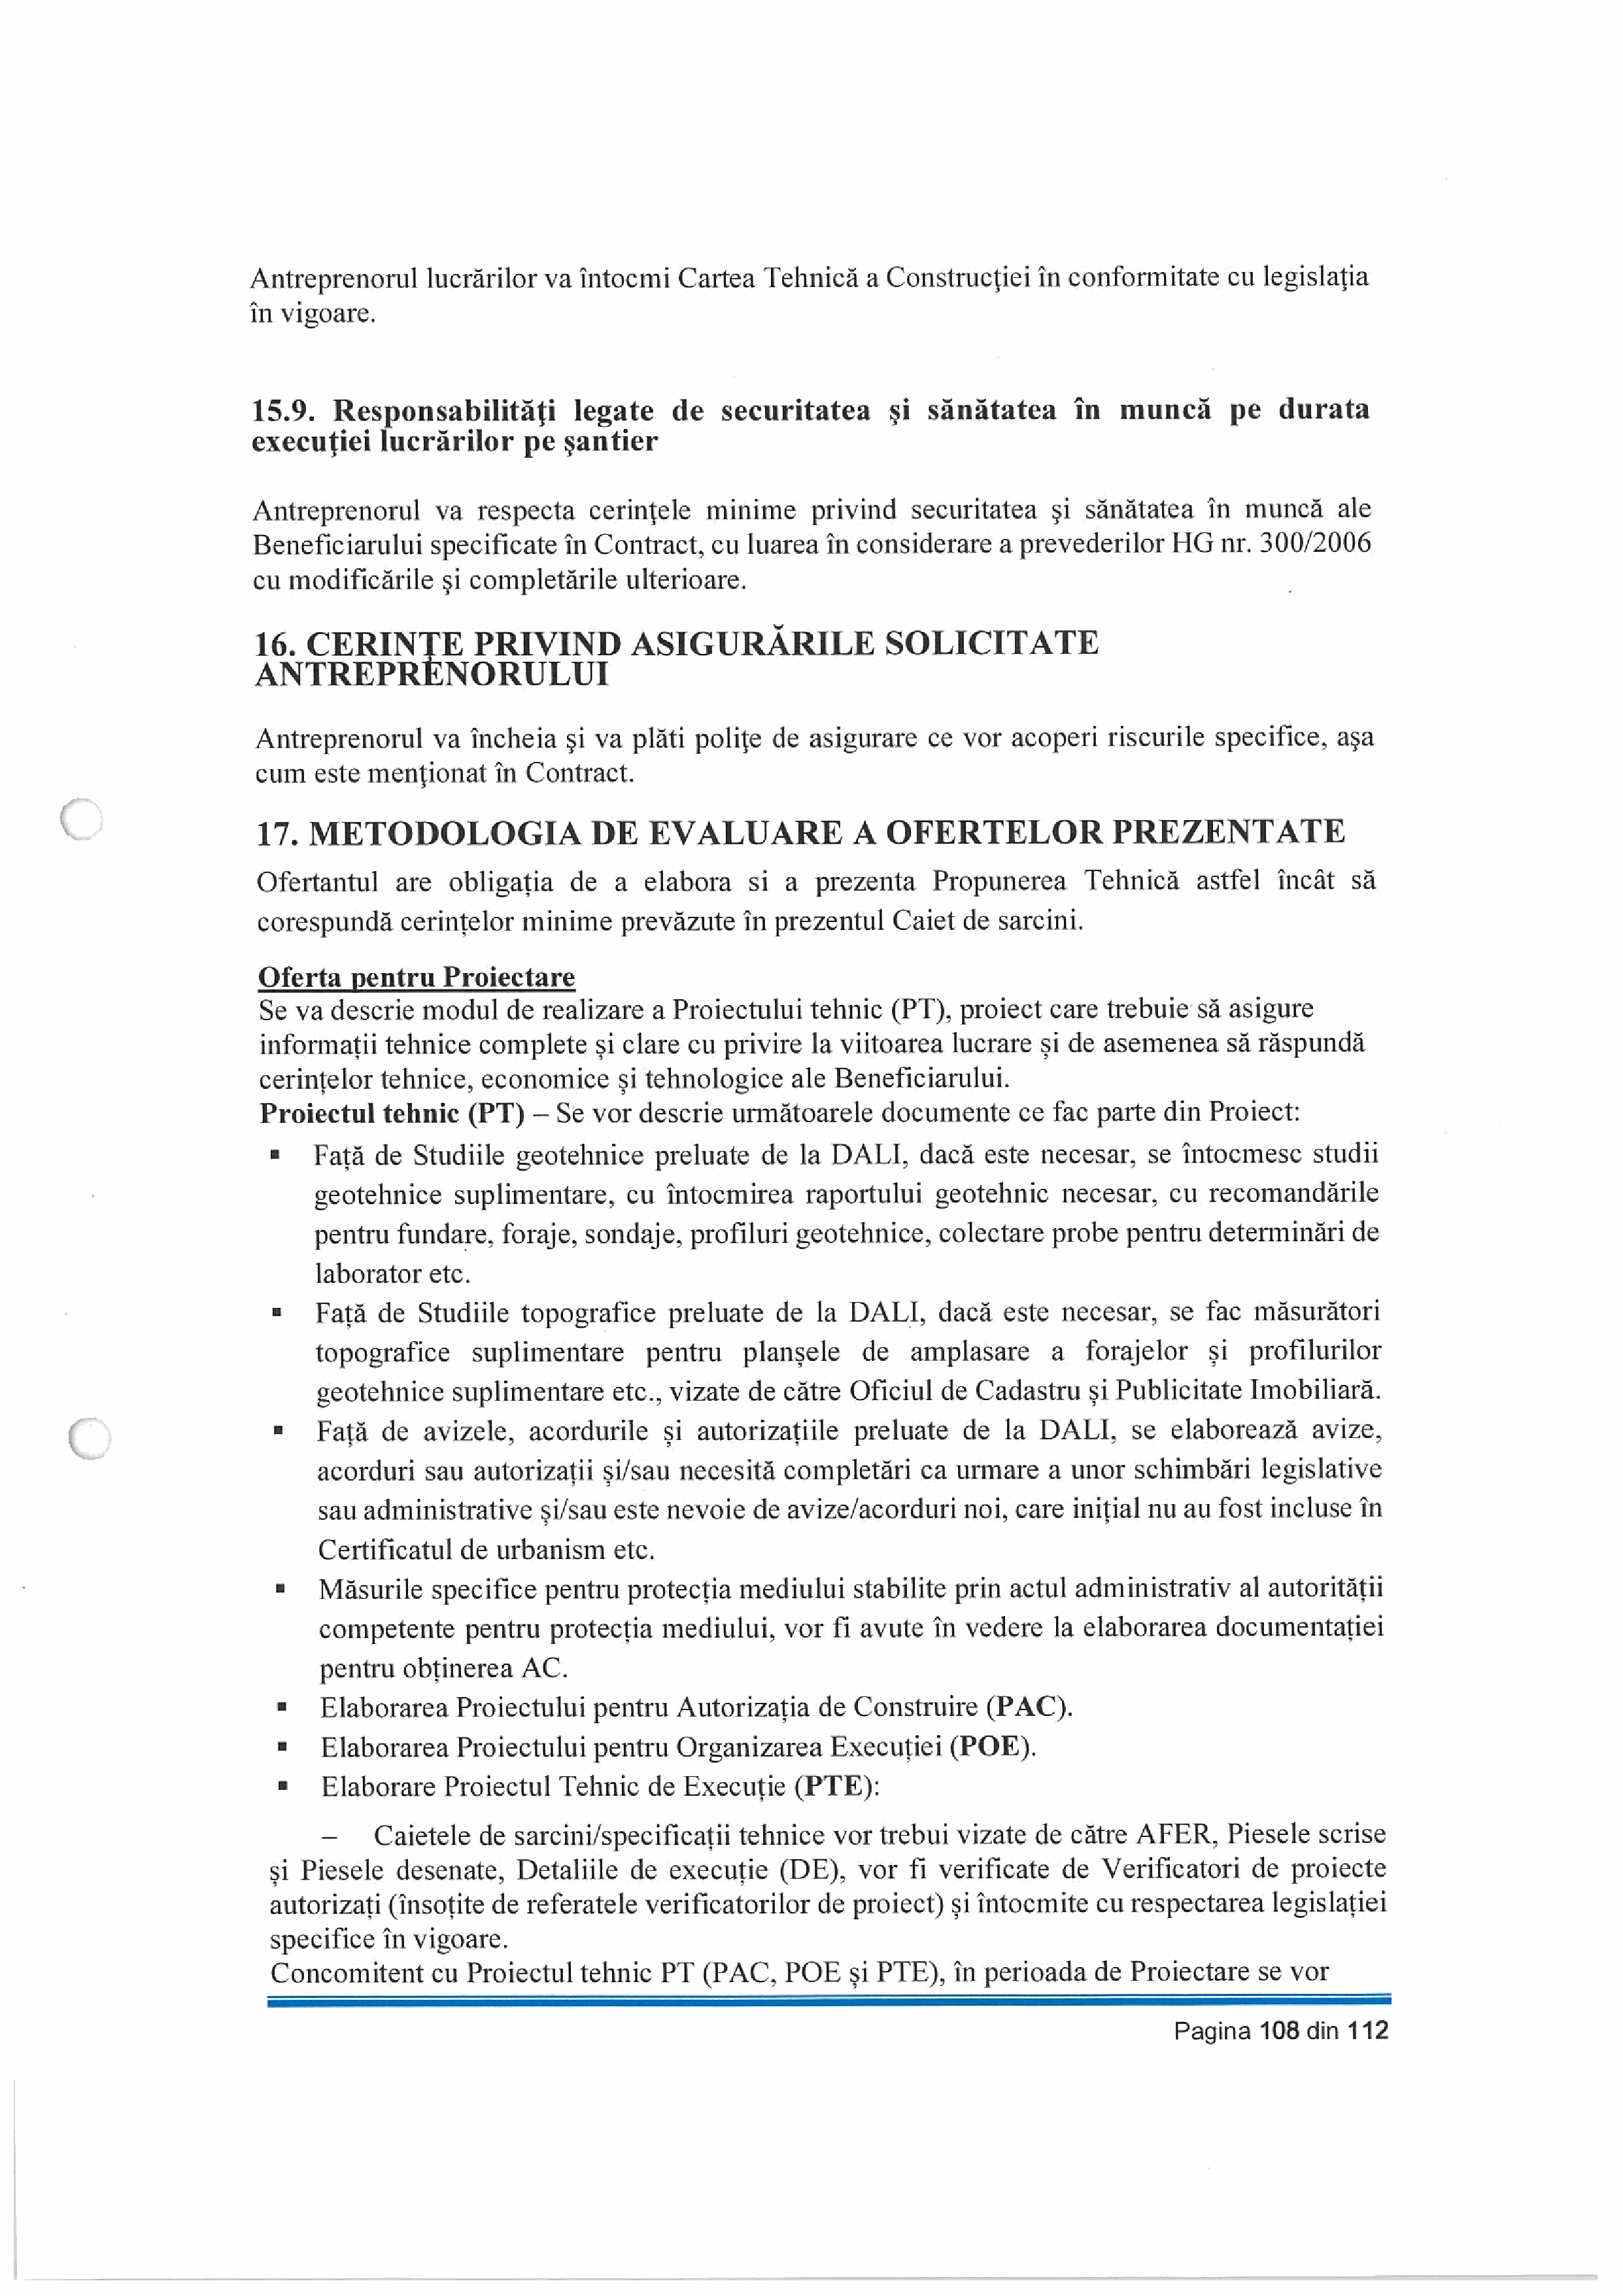 Antreprenorul lucrărilor va întocmi Cartea Tehnică a Construcţiei în conformitate cu legislaţia
în vigoare.
15.9. Responsabilităţi legate de securitatea şi sănătatea în muncă pe durata
execuţiei lucrărilor pe şantier
Antreprenorul va respecta cerinţele minime privind securitatea şi sănătatea în muncă ale
Beneficiarului specificate în Contract, cu luarea în considerare a prevederilor HG nr. 300/2006
cu modificările şi completările ulterioare.
16. CERINŢE PRIVIND ASIGURĂRILE SOLICITATE
ANTREPRENORULUI
Antreprenorul va încheia şi va plăti poliţe de asigurare ce vor acoperi riscurile specifice, aşa
cum este menţionat în Contract.
17. METODOLOGIA DE EVALUARE A OFERTELOR PREZENTATE
Ofertantul are obligația de a elabora si a prezenta Propunerea Tehnică astfel încât să
corespundă cerințelor minime prevăzute în prezentul Caiet de sarcini.
Oferta pentru Proiectare
Se va descrie modul de realizare a Proiectului tehnic (PT), proiect care trebuie să asigure
informații tehnice complete și clare cu privire la viitoarea lucrare și de asemenea să răspundă
cerințelor tehnice, economice și tehnologice ale Beneficiarului.
Proiectul tehnic (PT) – Se vor descrie următoarele documente ce fac parte din Proiect:
▪ Față de Studiile geotehnice preluate de la DALI, dacă este necesar, se întocmesc studii
geotehnice suplimentare, cu întocmirea raportului geotehnic necesar, cu recomandările
pentru fundare, foraje, sondaje, profiluri geotehnice, colectare probe pentru determinări de
laborator etc.
▪ Față de Studiile topografice preluate de la DALI, dacă este necesar, se fac măsurători
topografice suplimentare pentru planșele de amplasare a forajelor și profilurilor
geotehnice suplimentare etc., vizate de către Oficiul de Cadastru și Publicitate Imobiliară.
▪ Față de avizele, acordurile și autorizațiile preluate de la DALI, se elaborează avize,
acorduri sau autorizații și/sau necesită completări ca urmare a unor schimbări legislative
sau administrative și/sau este nevoie de avize/acorduri noi, care inițial nu au fost incluse în
Certificatul de urbanism etc.
▪ Măsurile specifice pentru protecția mediului stabilite prin actul administrativ al autorității
competente pentru protecția mediului, vor fi avute în vedere la elaborarea documentației
pentru obținerea AC.
▪ Elaborarea Proiectului pentru Autorizația de Construire (PAC).
▪ Elaborarea Proiectului pentru Organizarea Execuției (POE).
▪ Elaborare Proiectul Tehnic de Execuție (PTE):
– Caietele de sarcini/specificații tehnice vor trebui vizate de către AFER, Piesele scrise
și Piesele desenate, Detaliile de execuție (DE), vor fi verificate de Verificatori de proiecte
autorizați (însoțite de referatele verificatorilor de proiect) și întocmite cu respectarea legislației
specifice în vigoare.
Concomitent cu Proiectul tehnic PT (PAC, POE și PTE), în perioada de Proiectare se vor
Pagina 108 din 112